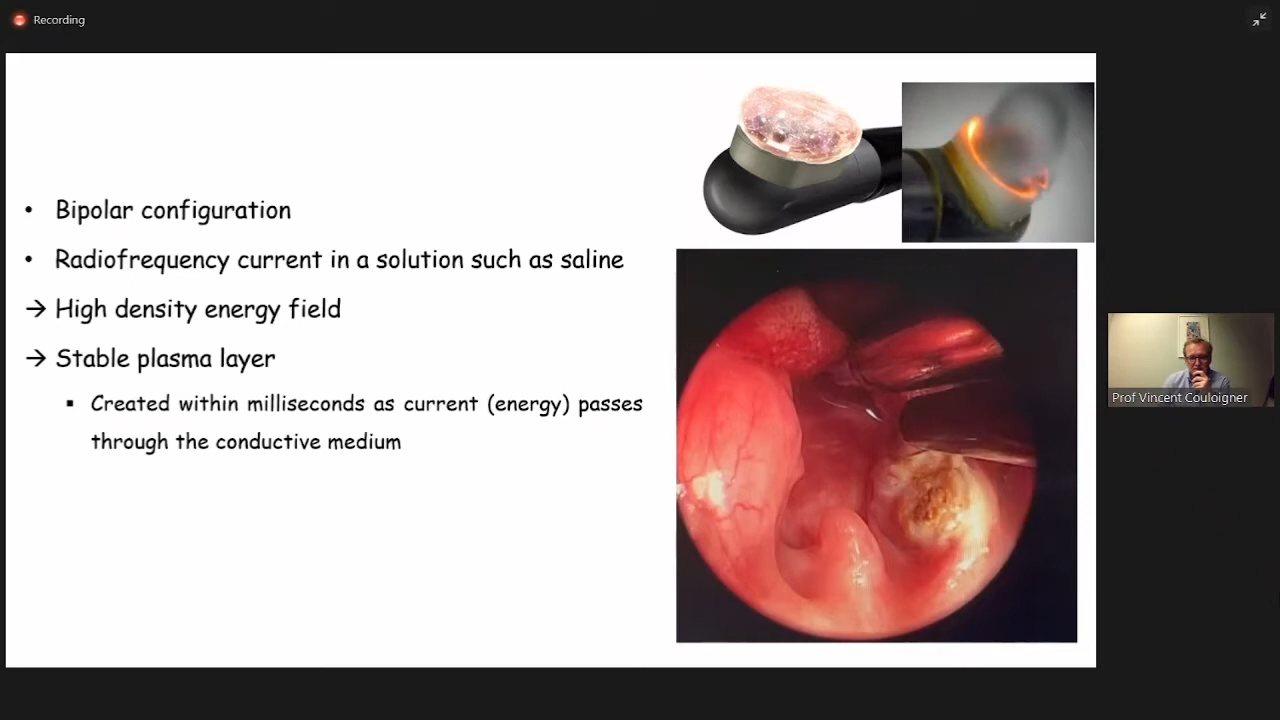 Recording
• Bipolar configuration
• Radiofrequency current in a solution such as saline
→ High density energy field
→ Stable plasma layer
▪ Created within milliseconds as current (energy) passes
through the conductive medium
Prof Vincent Couloigner